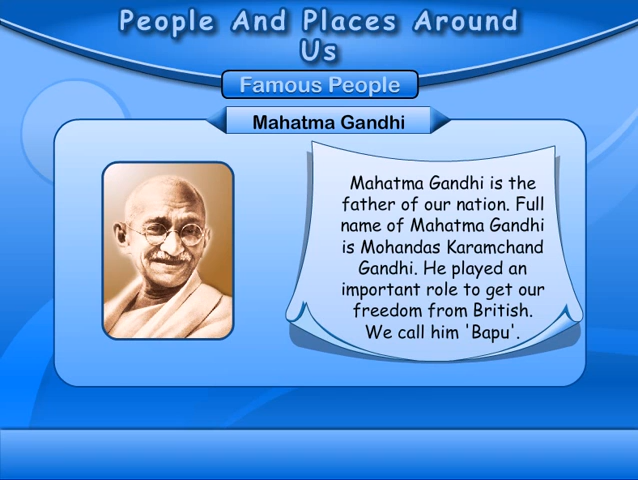 People And Places Around
Us
Famous People
Mahatma Gandhi
Mahatma Gandhi is the
father of our nation. Full
name of Mahatma Gandhi
is Mohandas Karamchand
Gandhi. He played an
important role to get our
freedom from British.
We call him 'Bapu'.